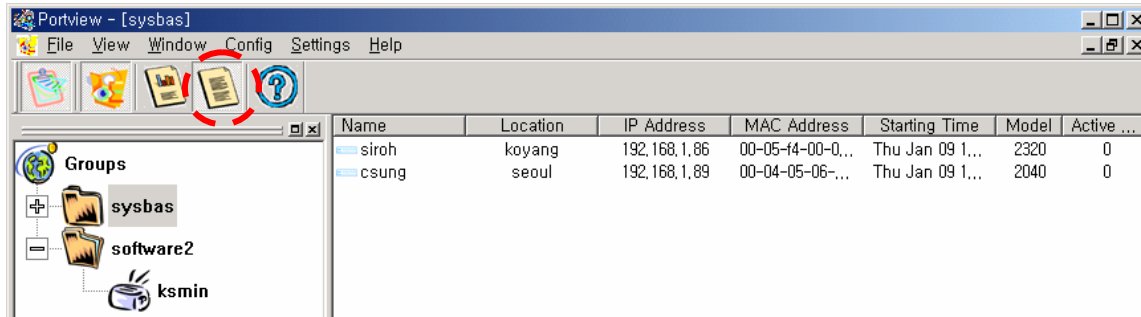 Portview - [sysbas]
File View Window Config Settings Help
Name Location IP Address MAC Address Starting Time Model Active ...
siroh koyang 192,168,1,86 00-05-f4-00-0... Thu Jan 09 1... 2320 0
csung seoul 192,168,1,89 00-04-05-06-... Thu Jan 09 1... 2040 0
Groups
sysbas
software2
ksmin